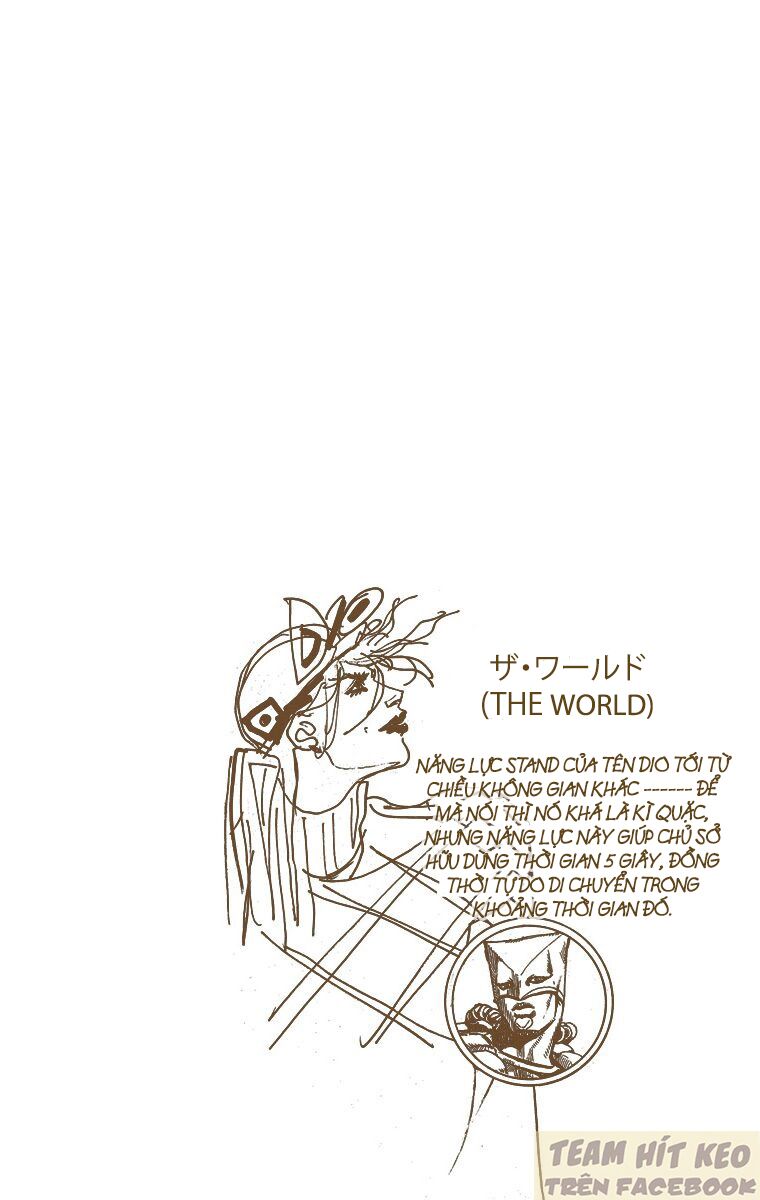 DIO
ザ・ワールド
(THE WORLD)
NĂNG LỰC STAND CỦA TÊN DIO TỚI TỪ
CHIỀU KHÔNG GIAN KHÁC ------ ĐỂ
MÀ NÓI THÌ NÓ KHÁ LÀ KÌ QUẶC,
NHƯNG NĂNG LỰC NÀY GIÚP CHỦ SỞ
HỮU DỪNG THỜI GIAN 5 GIÂY, ĐỒNG
THỜI TỰ DO DI CHUYỂN TRONG
KHOẢNG THỜI GIAN ĐÓ.
TEAM HÍT KEO
TRÊN FACEBOOK